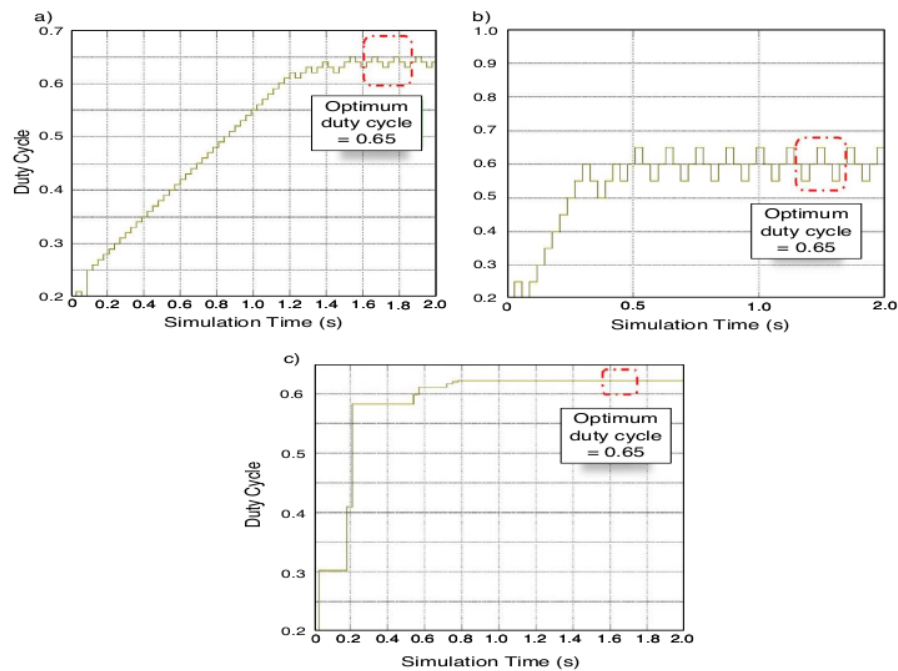 a)
0.7
0.6
0.5
0.4
0.3
0.2
Duty Cycle
Optimum
duty cycle
= 0.65
0 0.2 0.4 0.6 0.8 1.0 1.2 1.4 1.6 1.8 2.0
Simulation Time (s)
b)
1.0
0.9
0.8
0.7
0.6
0.5
0.4
0.3
0.2
Optimum
duty cycle
= 0.65
0 0.5 1.0 2.0
Simulation Time (s)
c)
0.6
0.5
0.4
0.3
0.2
Duty Cycle
Optimum
duty cycle
= 0.65
0 0.2 0.4 0.6 0.8 1.0 1.2 1.4 1.6 1.8 2.0
Simulation Time (s)